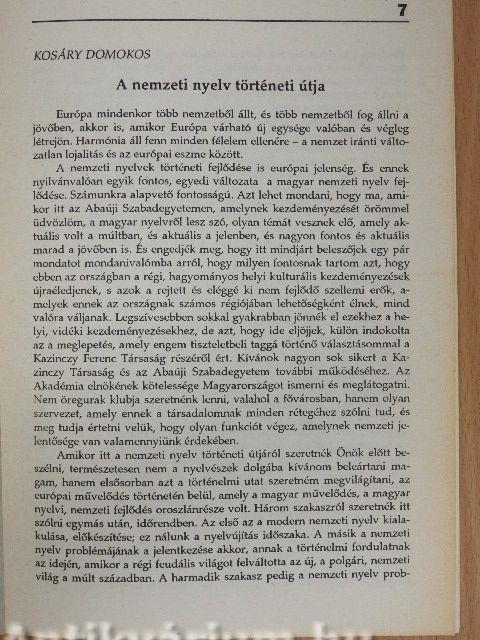 7
KOSÁRY DOMOKOS
A nemzeti nyelv történeti útja
Európa mindenkor több nemzetből állt, és több nemzetből fog állni a
jövőben, akkor is, amikor Európa várható új egysége valóban és végleg
létrejön. Harmónia áll fenn minden félelem ellenére – a nemzet iránti válto-
zatlan lojalitás és az európai eszme között.
A nemzeti nyelvek történeti fejlődése is európai jelenség. És ennek
nyilvánvalóan egyik fontos, egyedi változata a magyar nemzeti nyelv fej-
lődése. Számunkra alapvető fontosságú. Azt lehet mondani, hogy ma, ami-
kor itt az Abaúji Szabadegyetemen, amelynek kezdeményezését örömmel
üdvözlöm, a magyar nyelvről lesz szó, olyan témát vesznek elő, amely ak-
tuális volt a múltban, és aktuális a jelenben, és nagyon fontos és aktuális
marad a jövőben is. És engedjék meg, hogy itt mindjárt beleszőjek egy pár
mondatot mondanivalómba arról, hogy milyen fontosnak tartom azt, hogy
ebben az országban a régi, hagyományos helyi kulturális kezdeményezések
újraéledjenek, s azok a rejtett és eléggé ki nem fejlődő szellemi erők, a-
melyek ennek az országnak számos régiójában lehetőségként élnek, mind
valóra váljanak. Legszívesebben sokkal gyakrabban jönnék el ezekhez a he-
lyi, vidéki kezdeményezésekhez, de azt, hogy ide eljöjjek, külön indokolta
az a meglepetés, amely engem tiszteletbeli taggá történő választásommal a
Kazinczy Ferenc Társaság részéről ért. Kívánok nagyon sok sikert a Ka-
zinczy Társaság és az Abaúji Szabadegyetem további működéséhez. Az
Akadémia elnökének kötelessége Magyarországot ismerni és meglátogatni.
Nem öregurak klubja szeretnénk lenni, valahol a fővárosban, hanem olyan
szervezet, amely ennek a társadalomnak minden rétegéhez szólni tud, és
meg tudja értetni velük, hogy olyan funkciót végez, amelynek nemzeti je-
lentősége van valamennyiünk érdekében.
Amikor itt a nemzeti nyelv történeti útjáról szeretnék Önök előtt be-
szélni, természetesen nem a nyelvészek dolgába kívánom beleártani ma-
gam, hanem elsősorban azt a történelmi utat szeretném megvilágítani, az
európai művelődés történetén belül, amely a magyar művelődés, a magyar
nyelvi, nemzeti fejlődés oroszlánrésze volt. Három szakaszról szeretnék itt
szólni egymás után, időrendben. Az első az a modern nemzeti nyelv kiala-
kulása, előkészítése; ez nálunk a nyelvújítás időszaka. A másik a nemzeti
nyelv problémájának a jelentkezése akkor, annak a történelmi fordulatnak
az idején, amikor a régi feudális világot felváltotta az új, a polgári, nemzeti
világ a múlt században. A harmadik szakasz pedig a nemzeti nyelv prob-
Antikvarium.hu